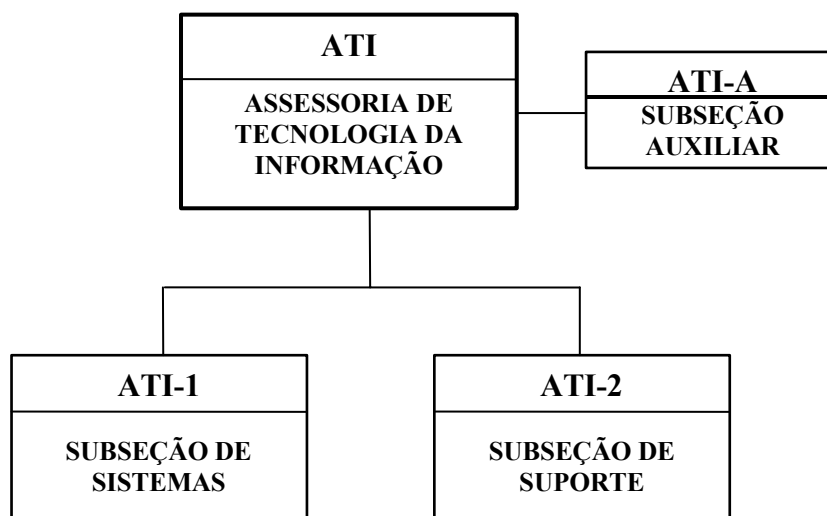 ATI
ASSESSORIA DE
TECNOLOGIA DA
INFORMAÇÃO
ATI-A
SUBSEÇÃO
AUXILIAR
ATI-1
SUBSEÇÃO DE
SISTEMAS
ATI-2
SUBSEÇÃO DE
SUPORTE